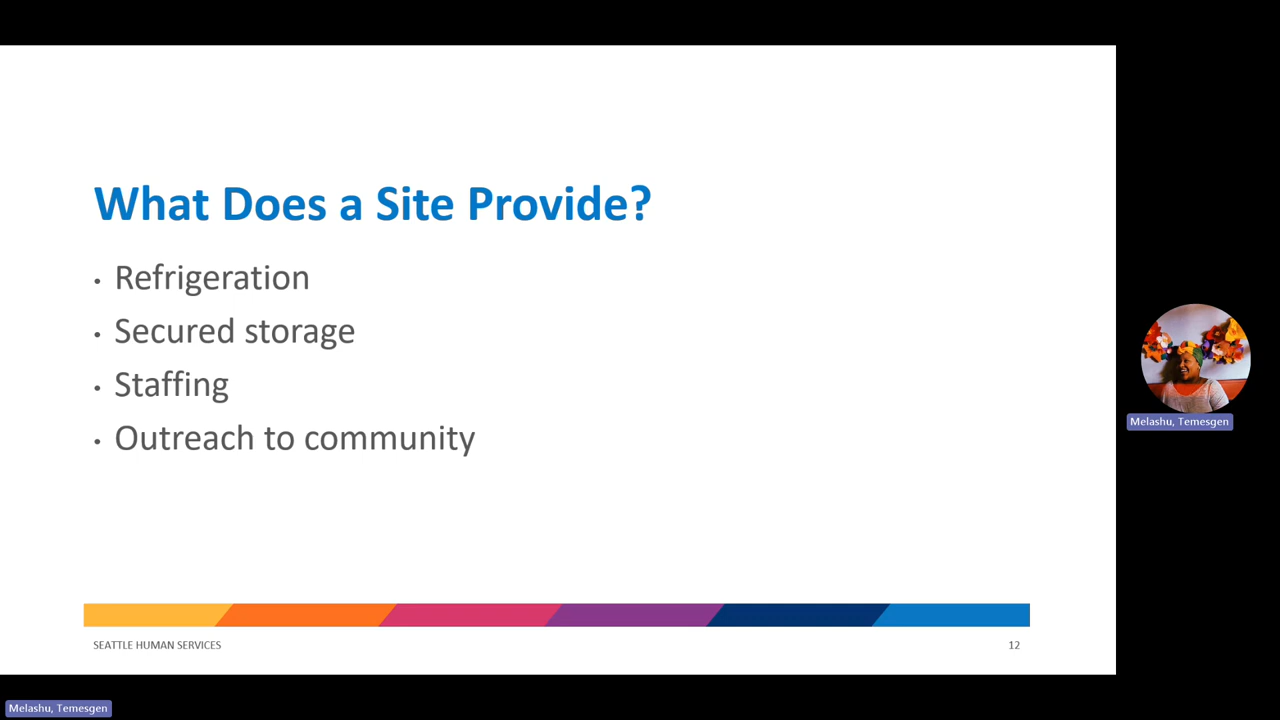 What Does a Site Provide?
• Refrigeration
• Secured storage
• Staffing
• Outreach to community
SEATTLE HUMAN SERVICES
12
Melashu, Temesgen
Melashu, Temesgen